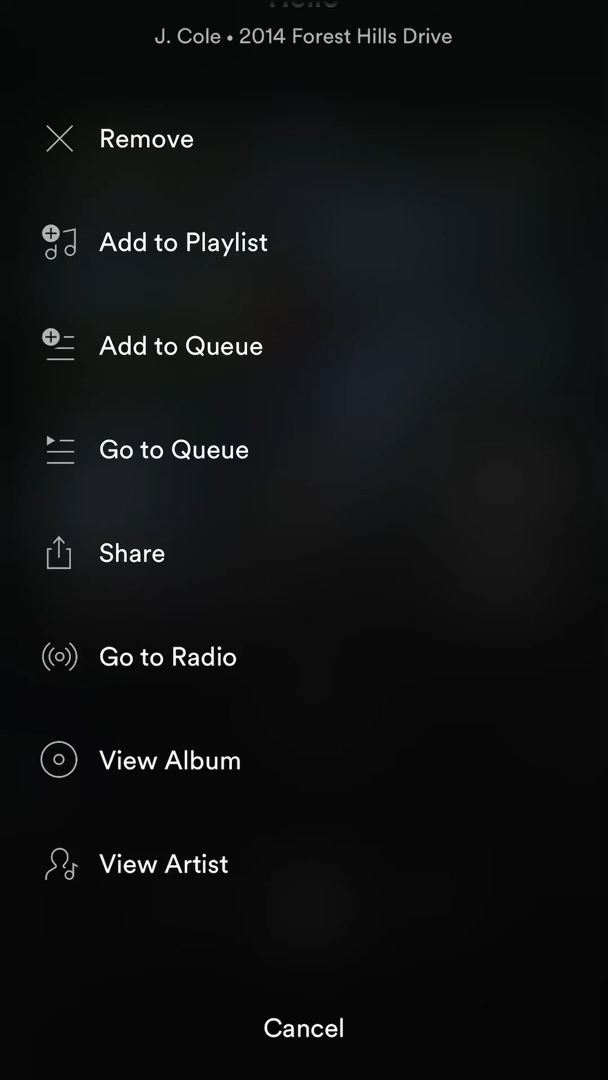 Hello
J. Cole • 2014 Forest Hills Drive
Remove
Add to Playlist
Add to Queue
Go to Queue
Share
Go to Radio
View Album
View Artist
Cancel